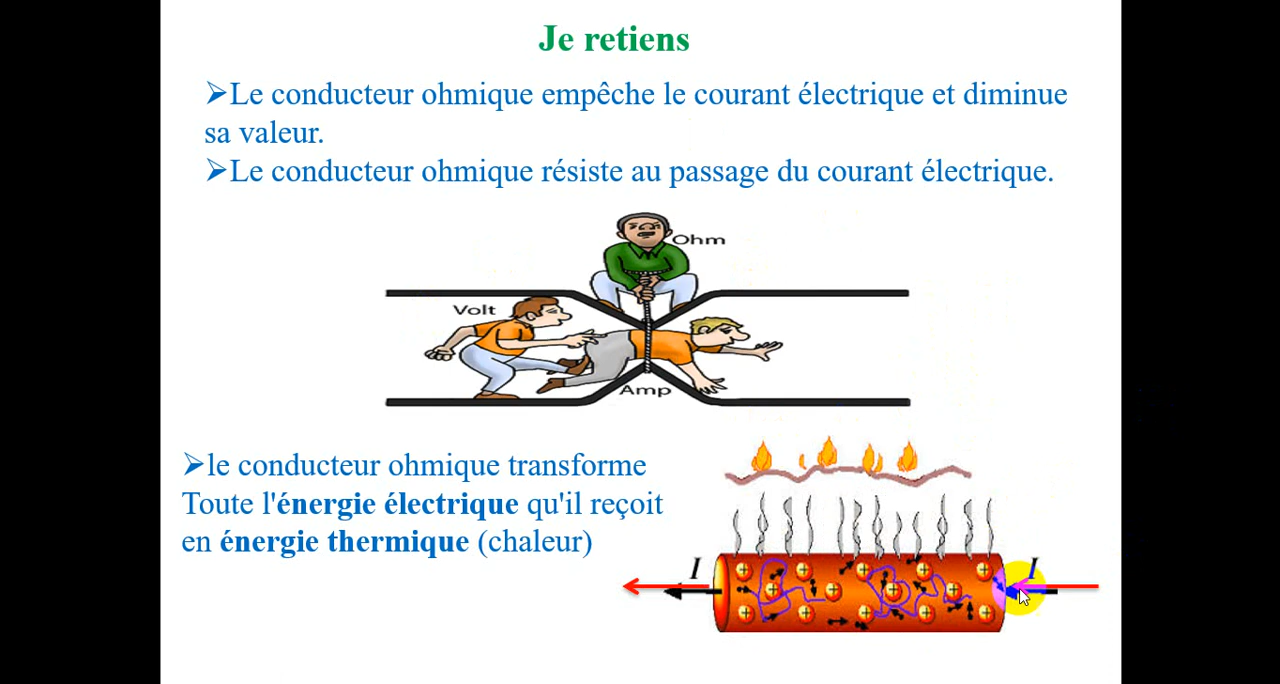 Je retiens
➢Le conducteur ohmique empêche le courant électrique et diminue
sa valeur.
➢Le conducteur ohmique résiste au passage du courant électrique.
Ohm
Volt
Amp
➢le conducteur ohmique transforme
Toute l'énergie électrique qu'il reçoit
en énergie thermique (chaleur)
I
I